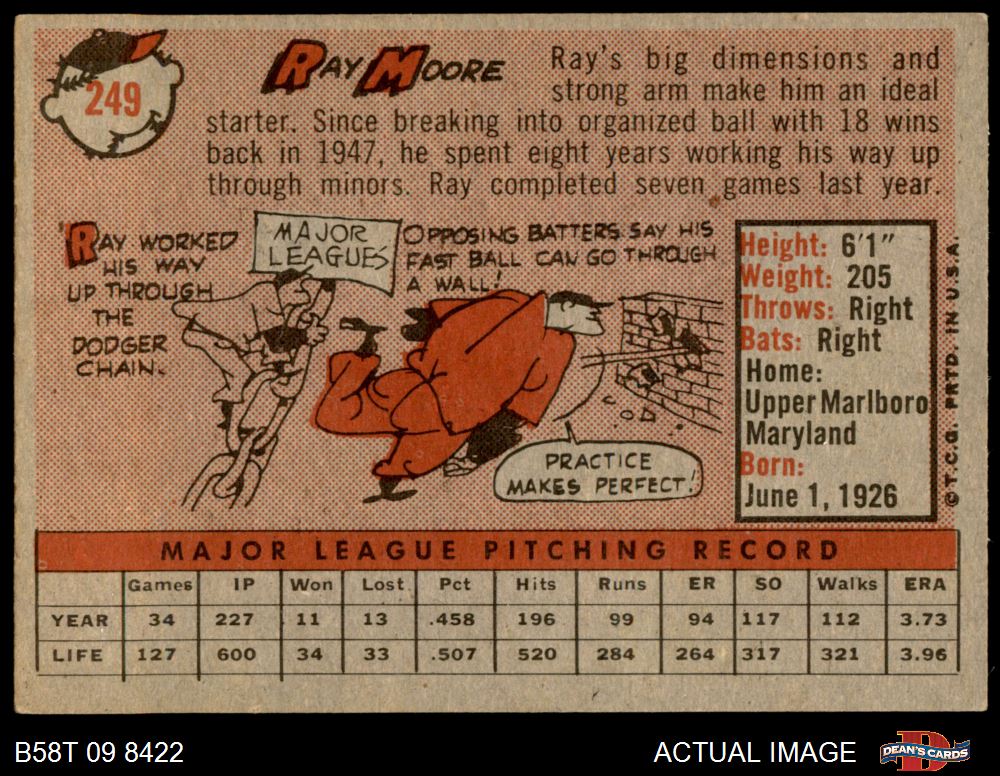 249
RAY MOORE
Ray's big dimensions and
strong arm make him an ideal
starter. Since breaking into organized ball with 18 wins
back in 1947, he spent eight years working his way up
through minors. Ray completed seven games last year.
RAY WORKED
HIS WAY
UP THROUGH
THE
DODGER
CHAIN.
MAJOR
LEAGUES
OPPOSING BATTERS SAY HIS
FAST BALL CAN GO THROUGH
A WALL!
PRACTICE
MAKES PERFECT!
Height: 6'1"
Weight: 205
Throws: Right
Bats: Right
Home:
Upper Marlboro
Maryland
Born:
June 1, 1926
© T.C.G. PRTD. IN U.S.A.
MAJOR LEAGUE PITCHING RECORD
Games IP Won Lost Pct Hits Runs ER SO Walks ERA
YEAR 34 227 11 13 .458 196 99 94 117 112 3.73
LIFE 127 600 34 33 .507 520 284 264 317 321 3.96
B58T 09 8422
ACTUAL IMAGE
D
DEAN'S CARDS